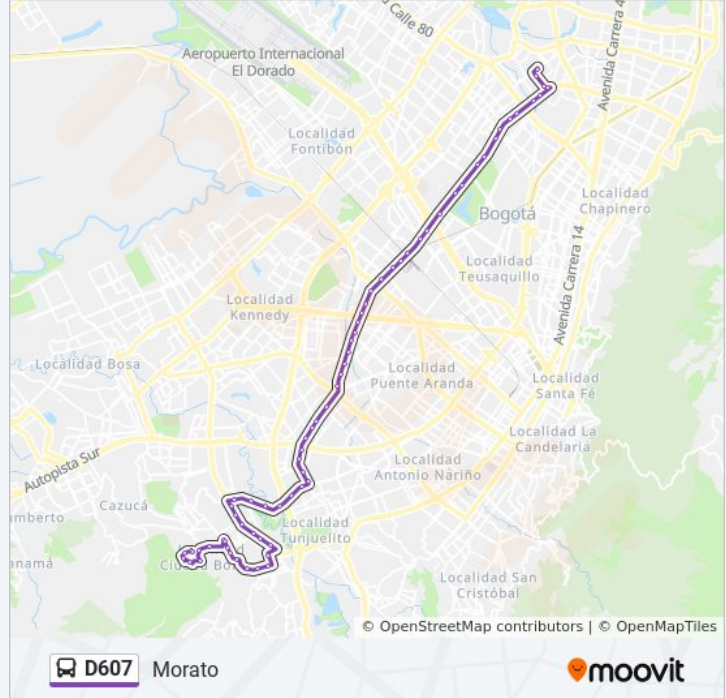 Calle 80
Avenida Carrera 4
Aeropuerto Internacional
El Dorado
Localidad
Fontibón
Localidad
Chapinero
Bogotá
Avenida Carrera 14
Localidad
Teusaquillo
Localidad
Kennedy
Localidad Bosa
Localidad
Puente Aranda
Localidad
Santa Fé
Localidad La
Candelaria
Autopista Sur
Localidad
Antonio Nariño
Cazucá
umberto
Localidad
Tunjuelito
anamá
d
Ciudad Bol
Localidad San
Cristóbal
© OpenStreetMap contributors | © OpenMapTiles
D607 Morato
moovit